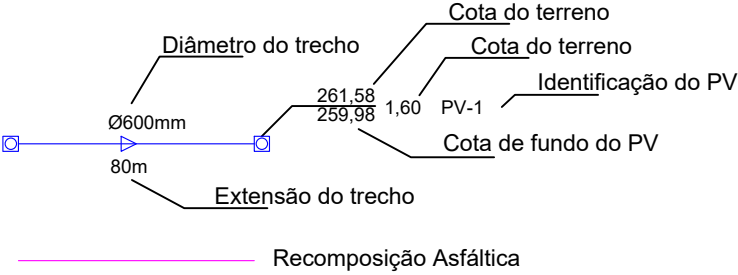 Cota do terreno
Diâmetro do trecho
Cota do terreno
Identificação do PV
261,58
259,98
1,60
PV-1
Ø600mm
Cota de fundo do PV
80m
Extensão do trecho
Recomposição Asfáltica